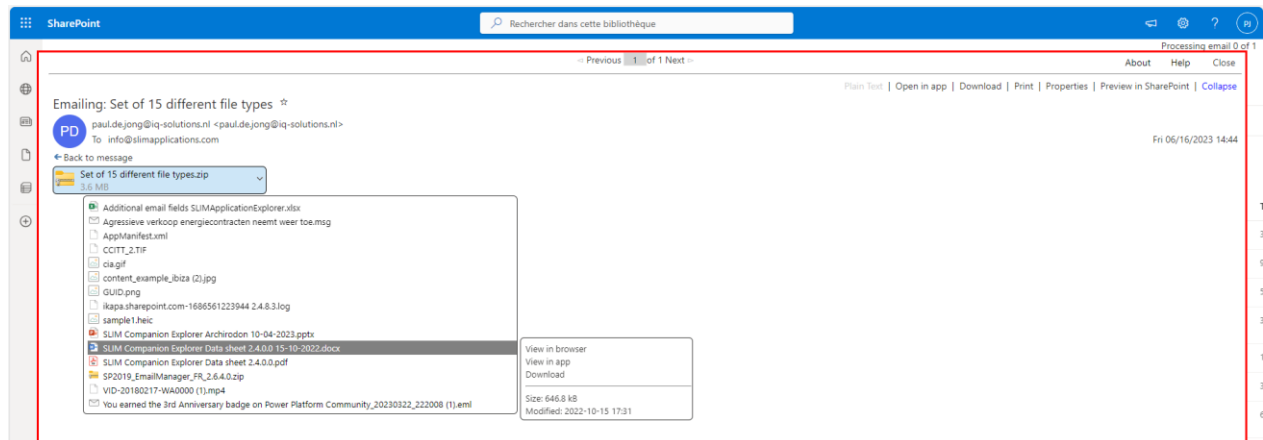 SharePoint
Rechercher dans cette bibliothèque
PJ
Processing email 0 of 1
Previous 1 of 1 Next
About Help Close
Plain Text | Open in app | Download | Print | Properties | Preview in SharePoint | Collapse
Emailing: Set of 15 different file types
PD
paul.de.jong@iq-solutions.nl <paul.de.jong@iq-solutions.nl>
To info@slimapplications.com
Fri 06/16/2023 14:44
Back to message
Set of 15 different file types.zip
3.6 MB
Additional email fields SLIMApplicationExplorer.xlsx
Agressieve verkoop energiecontracten neemt weer toe.msg
AppManifest.xml
CCITT_2.TIF
cia.gif
content_example_ibiza (2).jpg
GUID.png
ikapa.sharepoint.com-1686561223944 2.4.8.3.log
sample1.heic
SLIM Companion Explorer Archirodon 10-04-2023.pptx
SLIM Companion Explorer Data sheet 2.4.0.0 15-10-2022.docx
SLIM Companion Explorer Data sheet 2.4.0.0.pdf
SP2019_EmailManager_FR_2.6.4.0.zip
VID-20180217-WA0000 (1).mp4
You earned the 3rd Anniversary badge on Power Platform Community_20230322_222008 (1).eml
View in browser
View in app
Download
Size: 646.8 kB
Modified: 2022-10-15 17:31